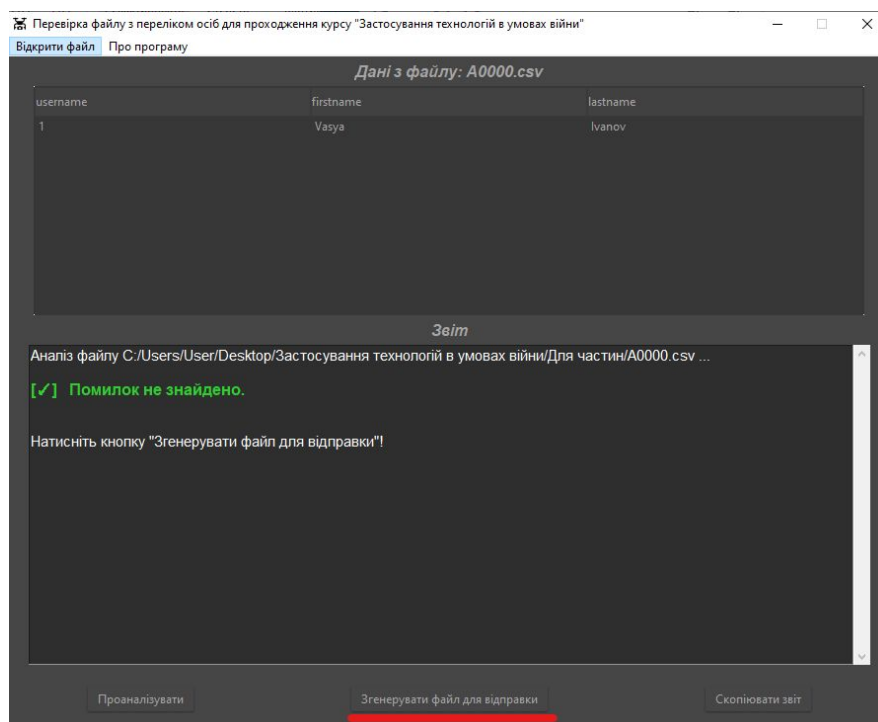 Перевірка файлу з переліком осіб для проходження курсу "Застосування технологій в умовах війни"
Відкрити файл Про програму
Дані з файлу: A0000.csv
username firstname lastname
1 Vasya Ivanov
Звіт
Аналіз файлу C:/Users/User/Desktop/Застосування технологій в умовах війни/Для частин/A0000.csv ...
[✓] Помилок не знайдено.
Натисніть кнопку "Згенерувати файл для відправки"!
Проаналізувати Згенерувати файл для відправки Скопіювати звіт